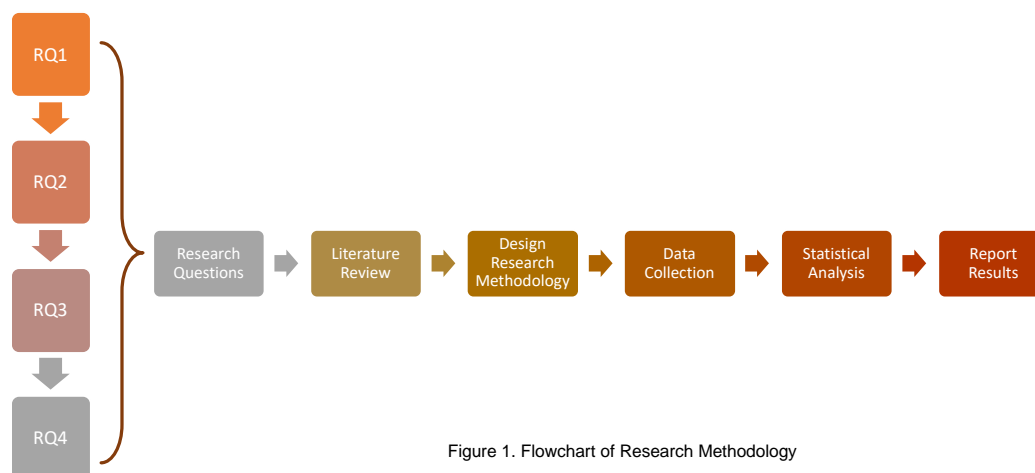 RQ1
RQ2
RQ3
RQ4
Research
Questions
Literature
Review
Design
Research
Methodology
Data
Collection
Statistical
Analysis
Report
Results
Figure 1. Flowchart of Research Methodology